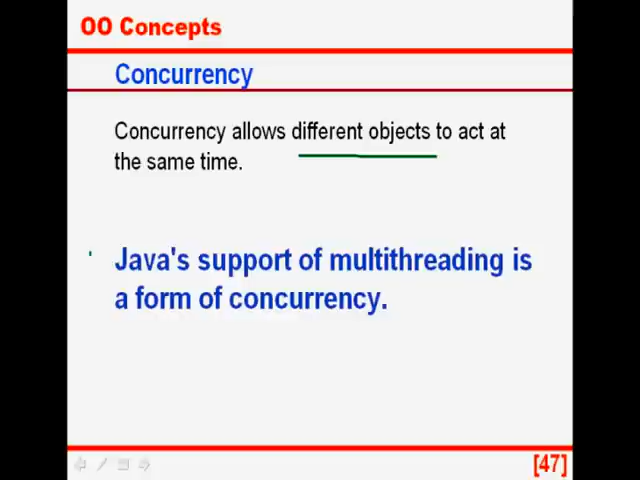 OO Concepts
Concurrency
Concurrency allows different objects to act at
the same time.
Java's support of multithreading is
a form of concurrency.
[47]